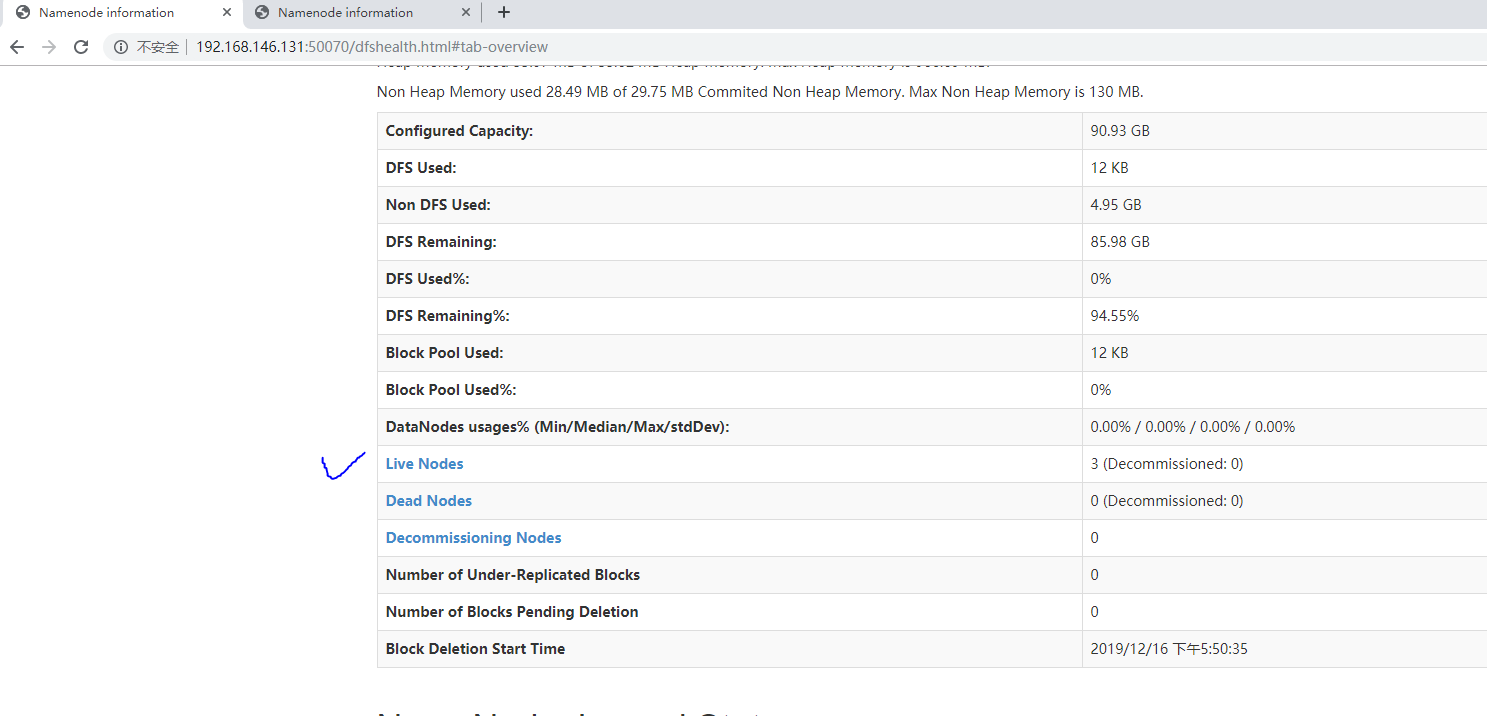 Namenode information
Namenode information
不安全 192.168.146.131:50070/dfshealth.html#tab-overview
Non Heap Memory used 28.49 MB of 29.75 MB Commited Non Heap Memory. Max Non Heap Memory is 130 MB.
Configured Capacity: 90.93 GB
DFS Used: 12 KB
Non DFS Used: 4.95 GB
DFS Remaining: 85.98 GB
DFS Used%: 0%
DFS Remaining%: 94.55%
Block Pool Used: 12 KB
Block Pool Used%: 0%
DataNodes usages% (Min/Median/Max/stdDev): 0.00% / 0.00% / 0.00% / 0.00%
Live Nodes 3 (Decommissioned: 0)
Dead Nodes 0 (Decommissioned: 0)
Decommissioning Nodes 0
Number of Under-Replicated Blocks 0
Number of Blocks Pending Deletion 0
Block Deletion Start Time 2019/12/16 下午5:50:35